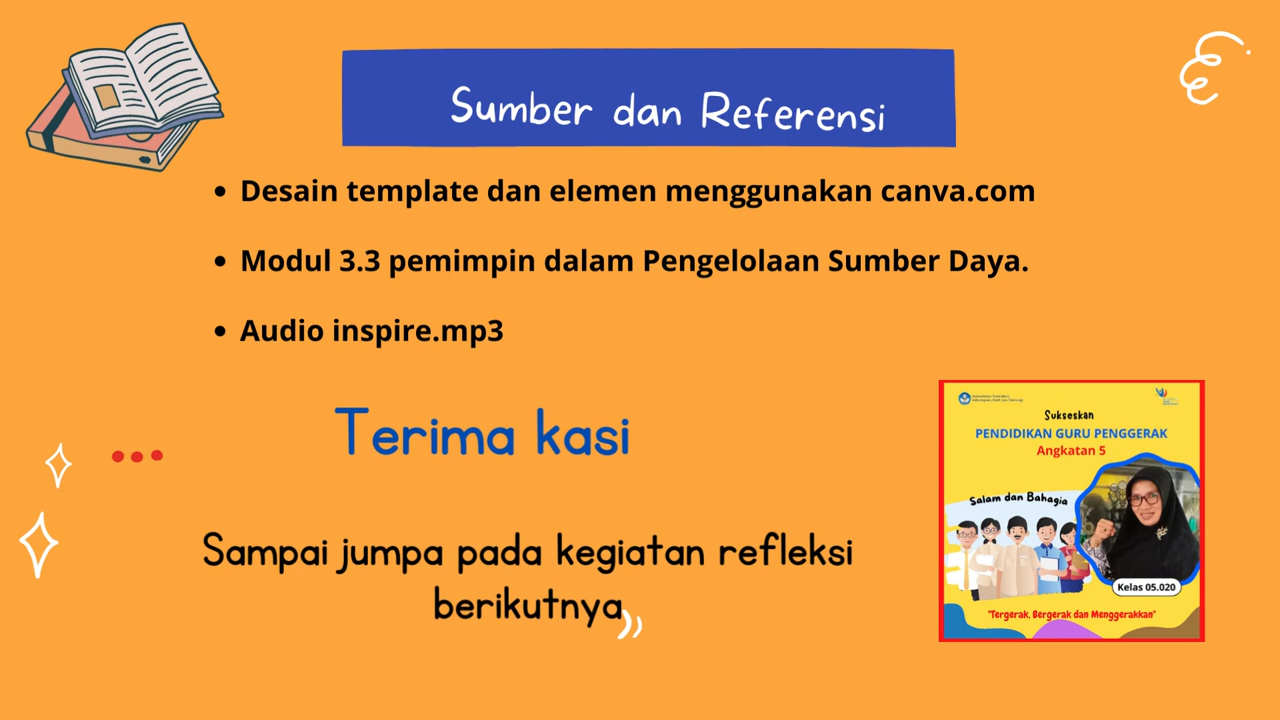 Sumber dan Referensi
Desain template dan elemen menggunakan canva.com
Modul 3.3 pemimpin dalam Pengelolaan Sumber Daya.
Audio inspire.mp3
Terima kasi
Sampai jumpa pada kegiatan refleksi
berikutnya
Sukseskan
PENDIDIKAN GURU PENGGERAK
Angkatan 5
Salam dan Bahagia
Kelas 05.020
"Tergerak, Bergerak dan Menggerakkan"